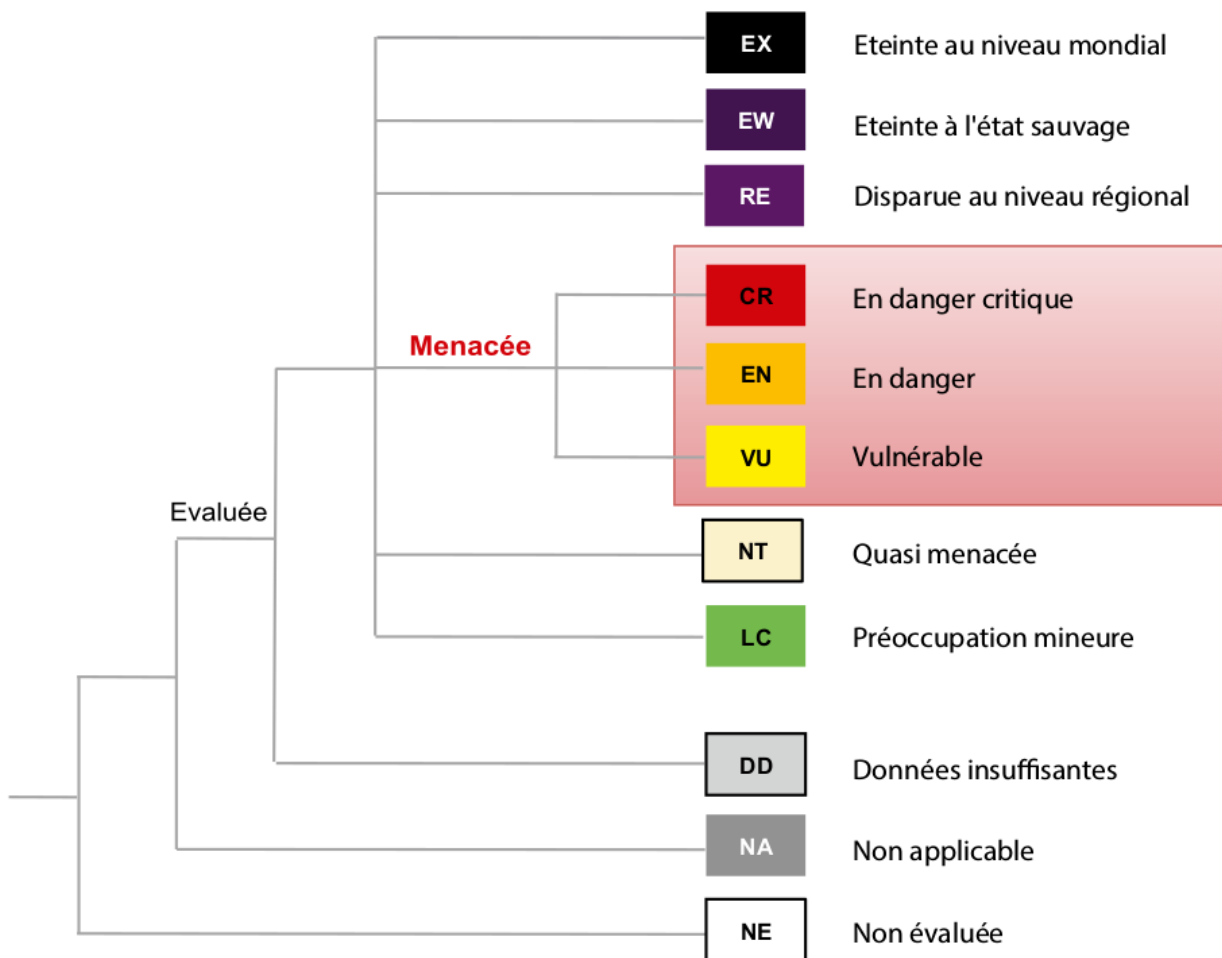 EX Eteinte au niveau mondial
EW Eteinte à l'état sauvage
RE Disparue au niveau régional
CR En danger critique
Menacée
EN En danger
VU Vulnérable
Evaluée
NT Quasi menacée
LC Préoccupation mineure
DD Données insuffisantes
NA Non applicable
NE Non évaluée